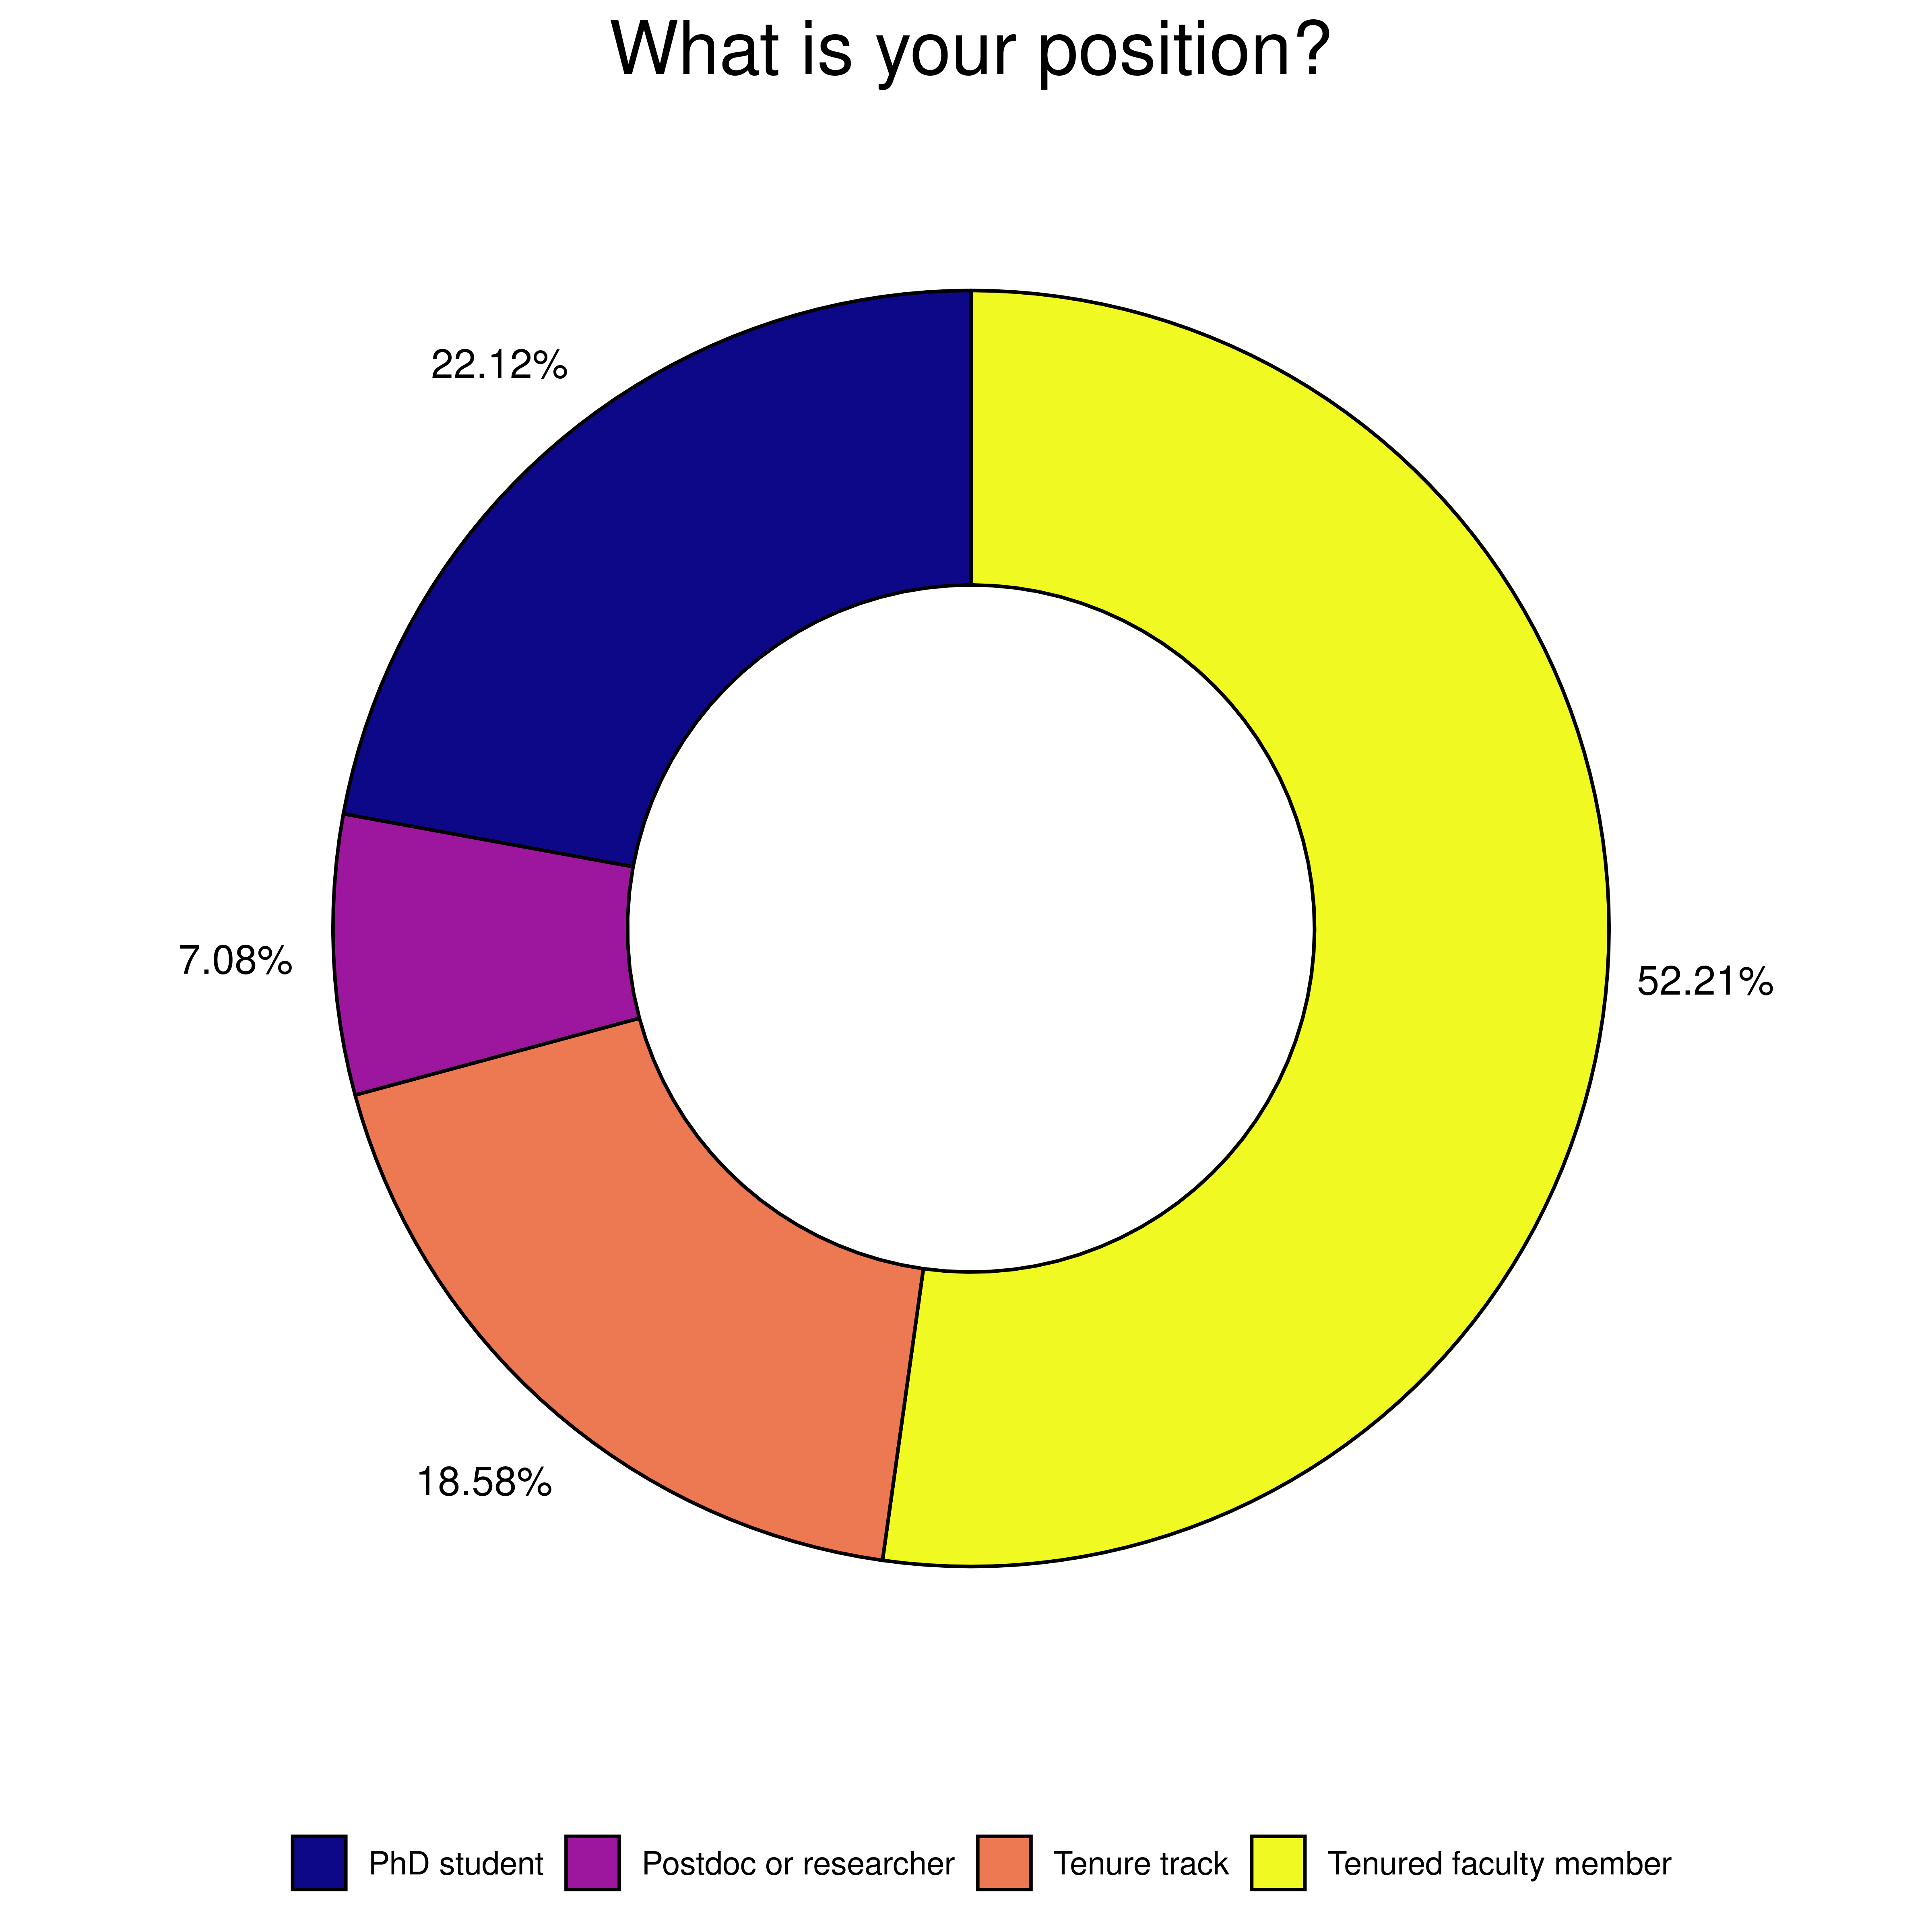 What is your position?
22.12%
7.08%
52.21%
18.58%
PhD student Postdoc or researcher Tenure track Tenured faculty member